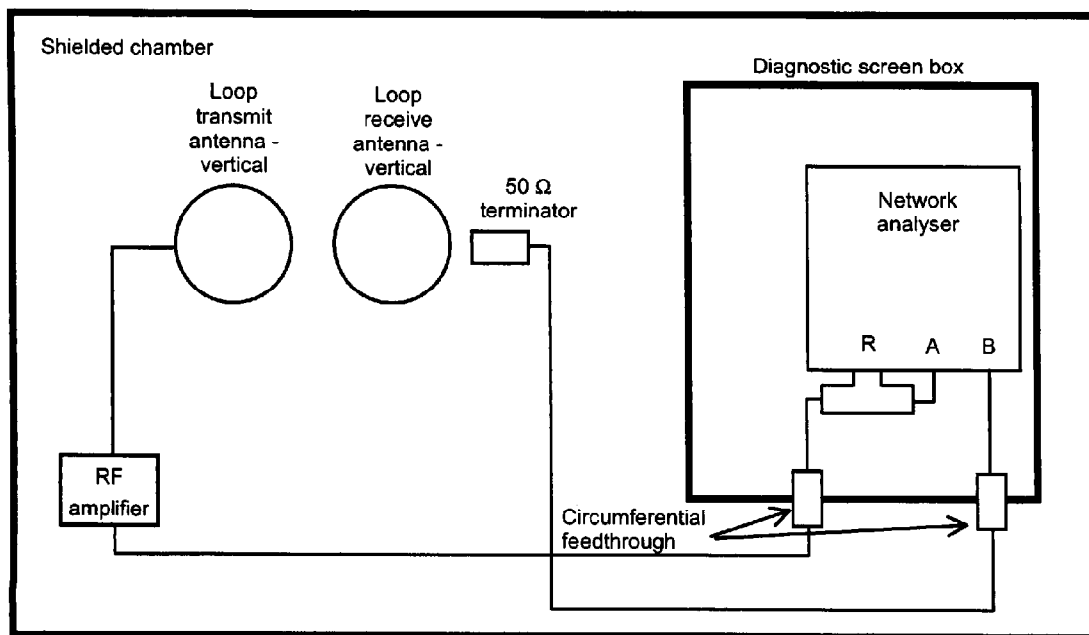 Shielded chamber
Diagnostic screen box
Loop
transmit
antenna -
vertical
Loop
receive
antenna -
vertical
50 Ω
terminator
Network
analyser
R
A
B
RF
amplifier
Circumferential
feedthrough